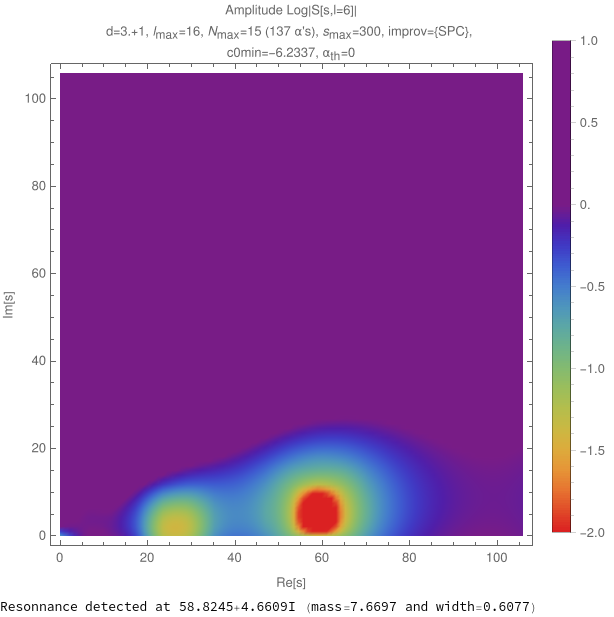 Amplitude Log|S[s,l=6]|
d=3.+1, lmax=16, Nmax=15 (137 α's), smax=300, improv={SPC},
c0min=−6.2337, αth=0
1.0
0.5
0.
−0.5
−1.0
−1.5
−2.0
100
80
60
40
20
0
Im[s]
0 20 40 60 80 100
Re[s]
Resonnance detected at 58.8245+4.6609I (mass=7.6697 and width=0.6077)